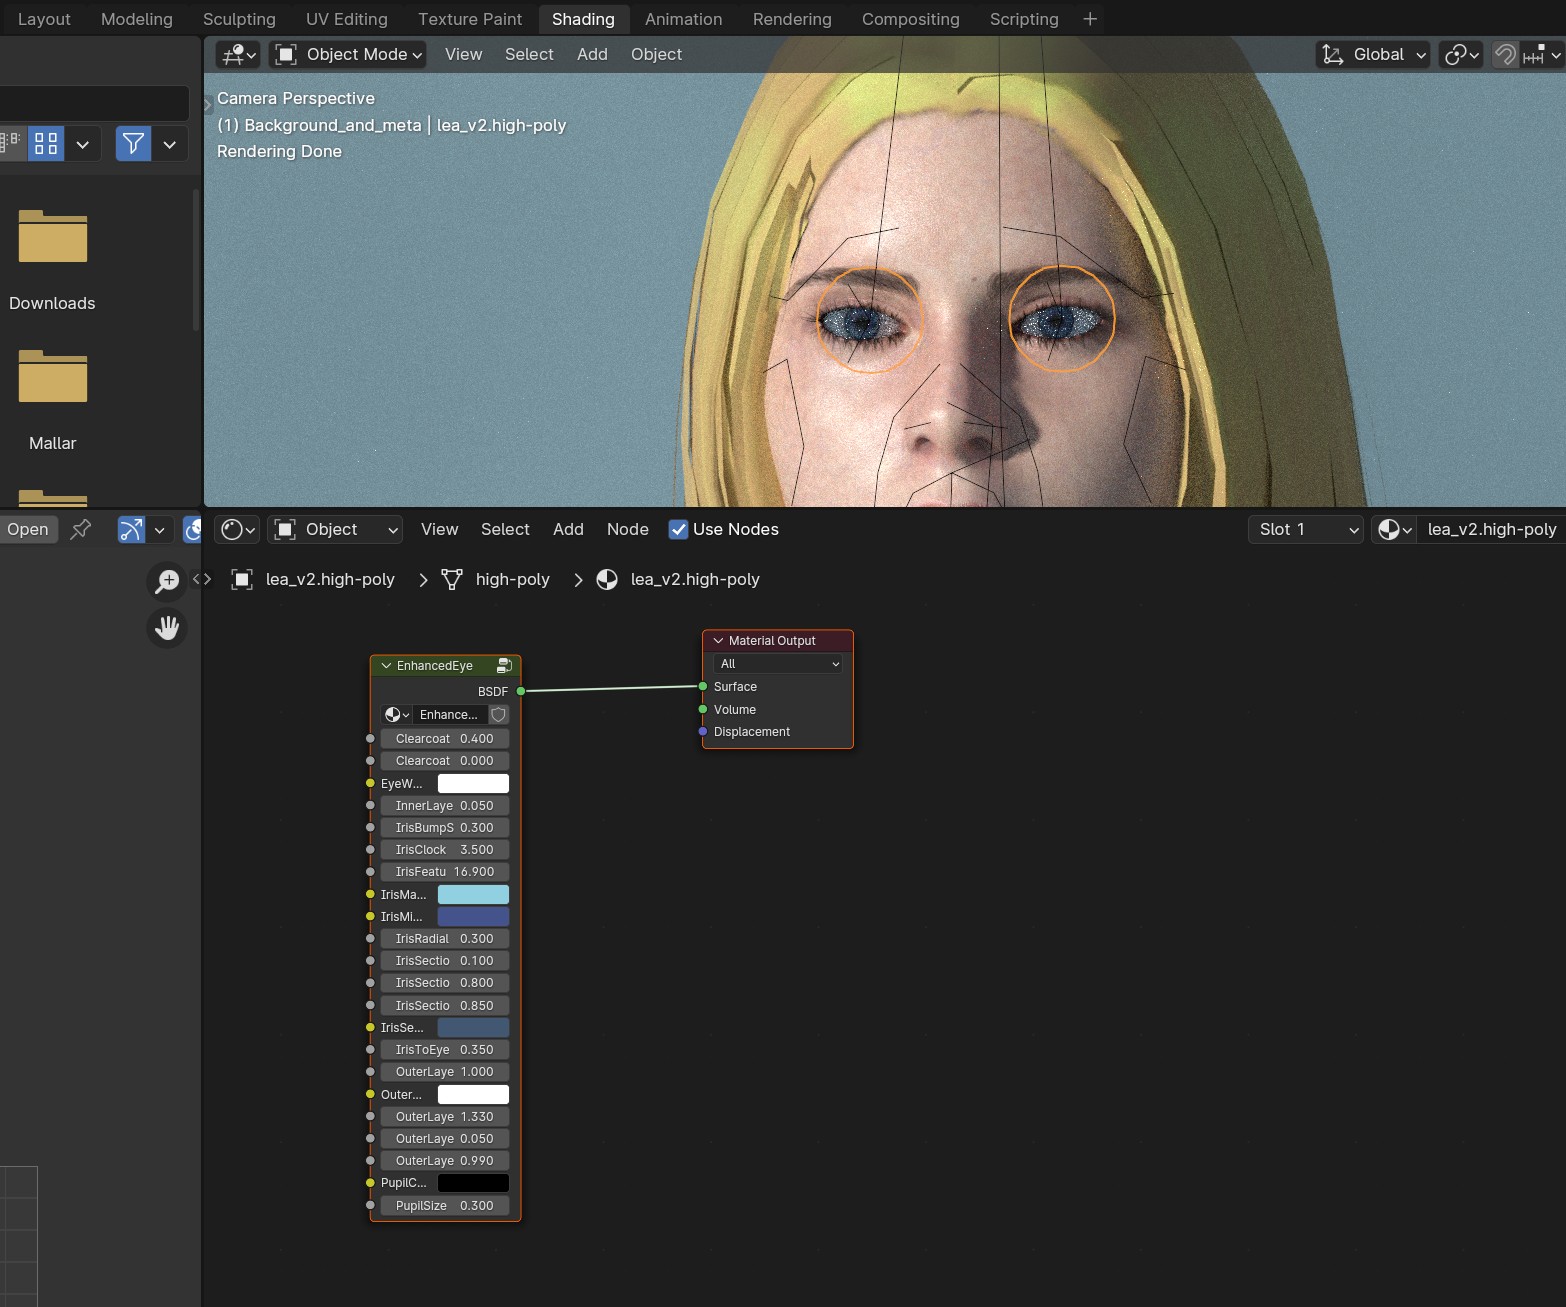 Layout Modeling Sculpting UV Editing Texture Paint Shading Animation Rendering Compositing Scripting +
Object Mode View Select Add Object Global
Camera Perspective
(1) Background_and_meta | lea_v2.high-poly
Rendering Done
Downloads
Mallar
Open
Object View Select Add Node Use Nodes Slot 1 lea_v2.high-poly
lea_v2.high-poly > high-poly > lea_v2.high-poly
Material Output
All
Surface
Volume
Displacement
EnhancedEye
BSDF
Enhance...
Clearcoat 0.400
Clearcoat 0.000
EyeW...
InnerLaye 0.050
IrisBumpS 0.300
IrisClock 3.500
IrisFeatu 16.900
IrisMa...
IrisMi...
IrisRadial 0.300
IrisSectio 0.100
IrisSectio 0.800
IrisSectio 0.850
IrisSe...
IrisToEye 0.350
OuterLaye 1.000
Outer...
OuterLaye 1.330
OuterLaye 0.050
OuterLaye 0.990
PupilC...
PupilSize 0.300